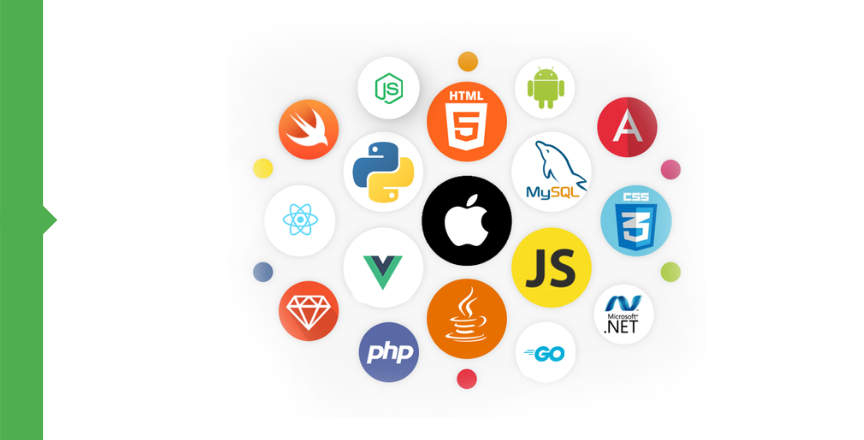 JS
HTML
5
A
MySQL
CSS
3
JS
Microsoft®
.NET
php
GO